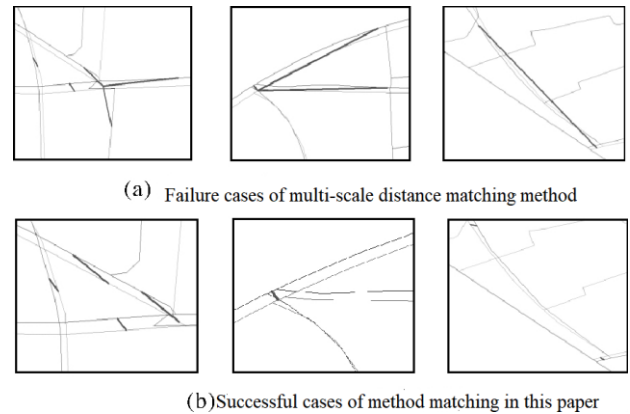 (a) Failure cases of multi-scale distance matching method
(b)Successful cases of method matching in this paper